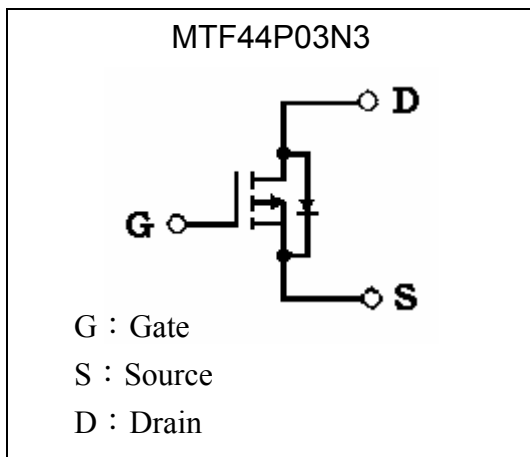 MTF44P03N3
D
G
S
G：Gate
S：Source
D：Drain